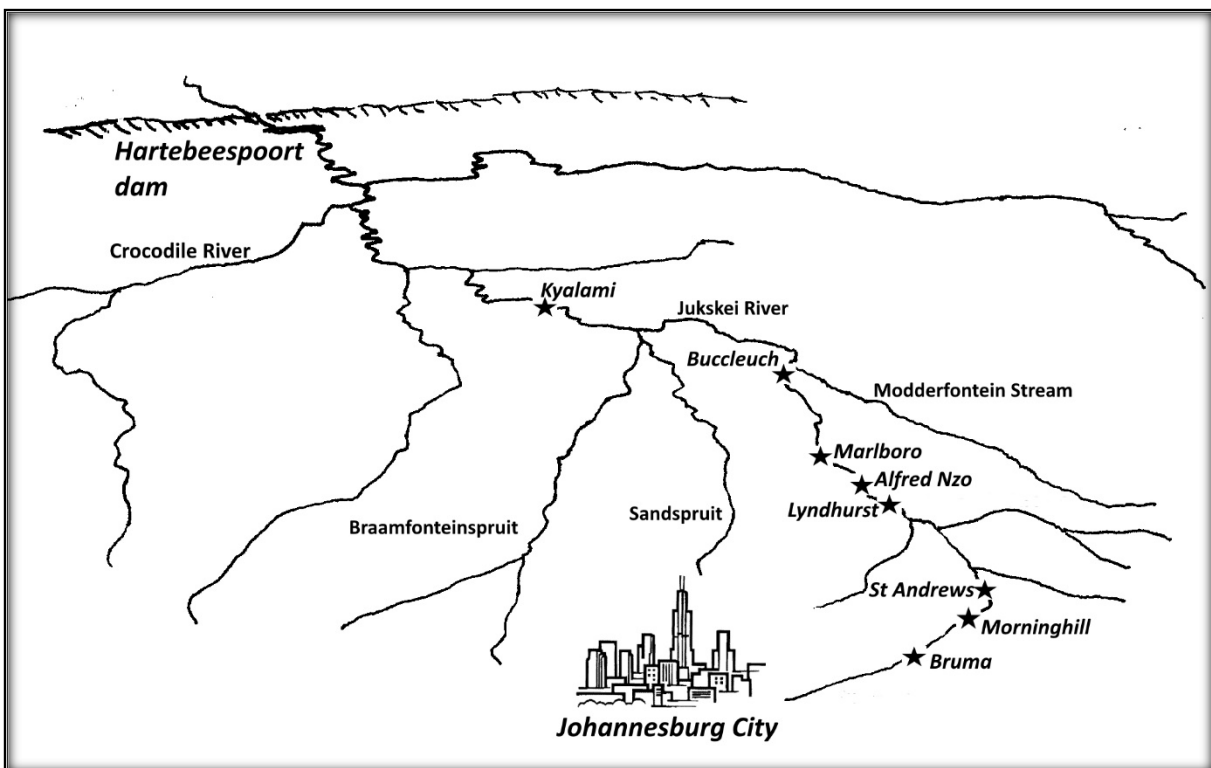 Hartebeespoort
dam
Crocodile River
Kyalami
Jukskei River
Buccleuch
Modderfontein Stream
Marlboro
Alfred Nzo
Lyndhurst
Braamfonteinspruit
Sandspruit
St Andrews
Morninghill
Bruma
Johannesburg City